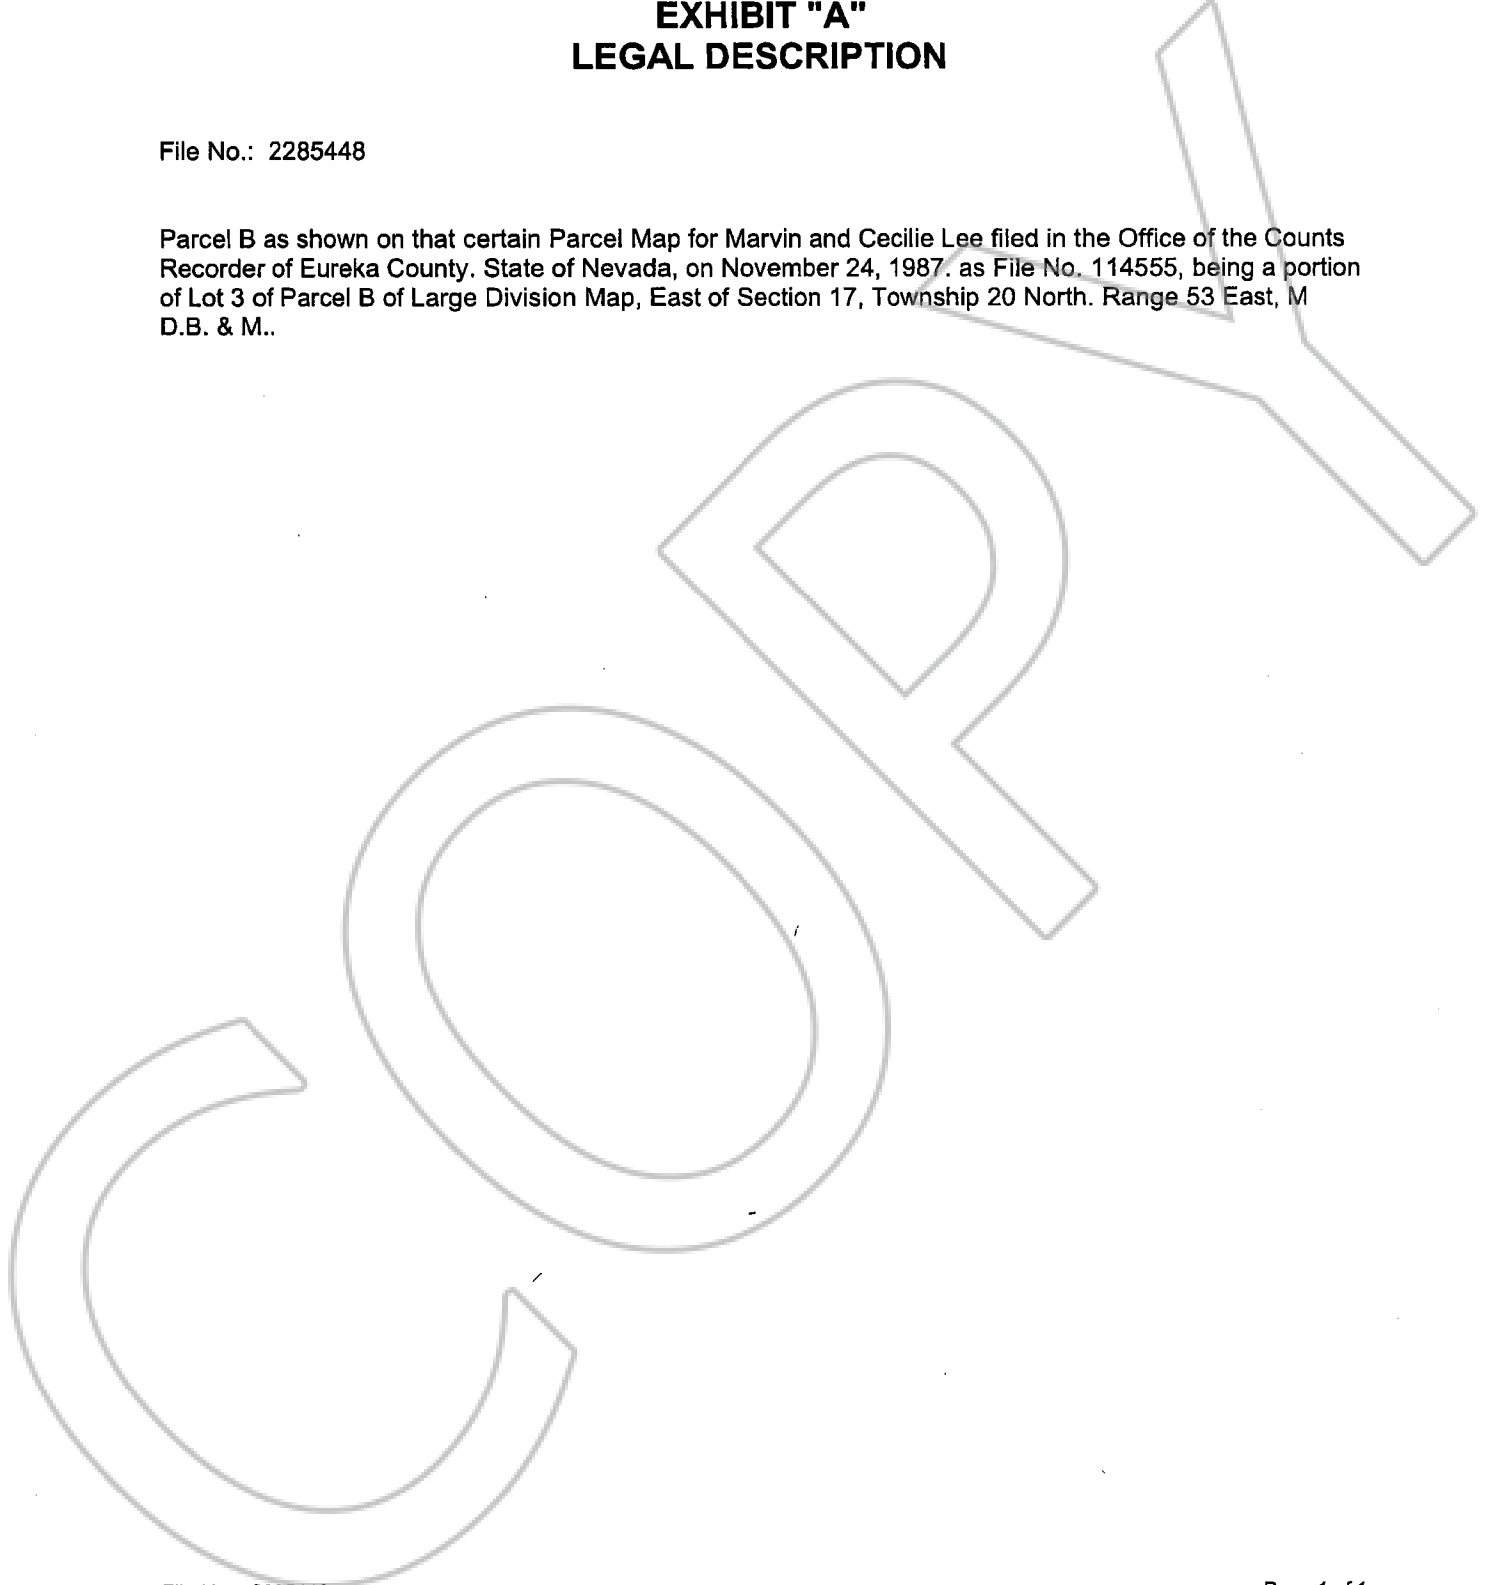 EXHIBIT "A"
LEGAL DESCRIPTION
File No.: 2285448
Parcel B as shown on that certain Parcel Map for Marvin and Cecilie Lee filed in the Office of the Counts
Recorder of Eureka County. State of Nevada, on November 24, 1987. as File No. 114555, being a portion
of Lot 3 of Parcel B of Large Division Map, East of Section 17, Township 20 North. Range 53 East, M
D.B. & M..
COPY